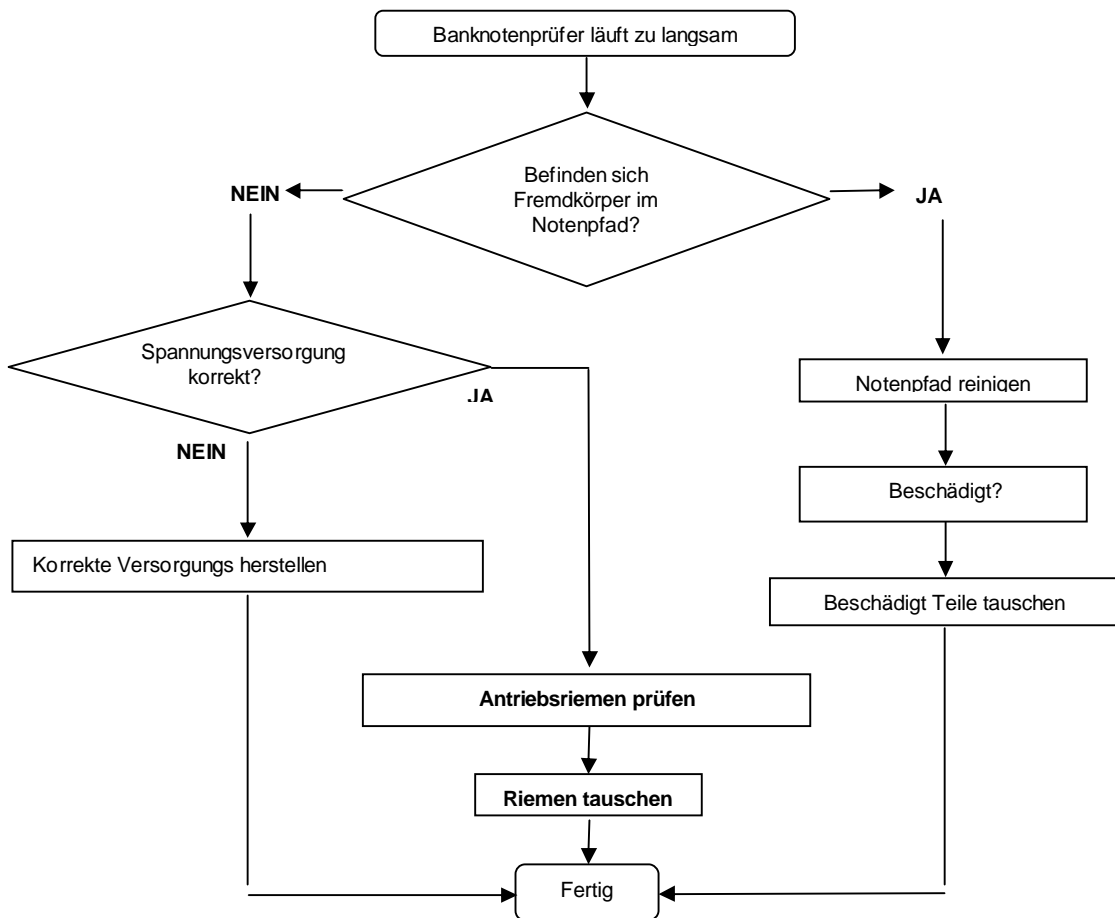 Banknotenprüfer läuft zu langsam
Befinden sich
Fremdkörper im
Notenpfad?
NEIN
JA
Spannungsversorgung
korrekt?
JA
NEIN
Notenpfad reinigen
Beschädigt?
Korrekte Versorgungs herstellen
Beschädigt Teile tauschen
Antriebsriemen prüfen
Riemen tauschen
Fertig